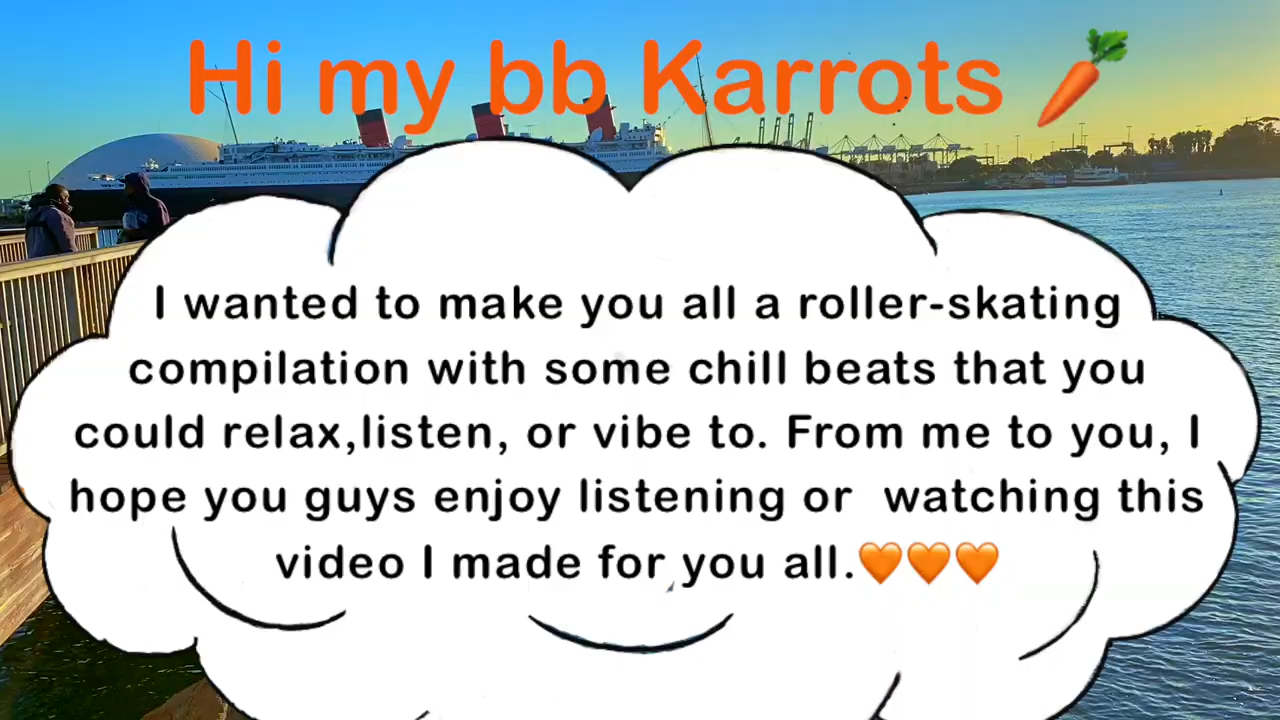 Hi my bb Karrots 🥕
I wanted to make you all a roller-skating
compilation with some chill beats that you
could relax,listen, or vibe to. From me to you, I
hope you guys enjoy listening or  watching this
video I made for you all.🧡🧡🧡